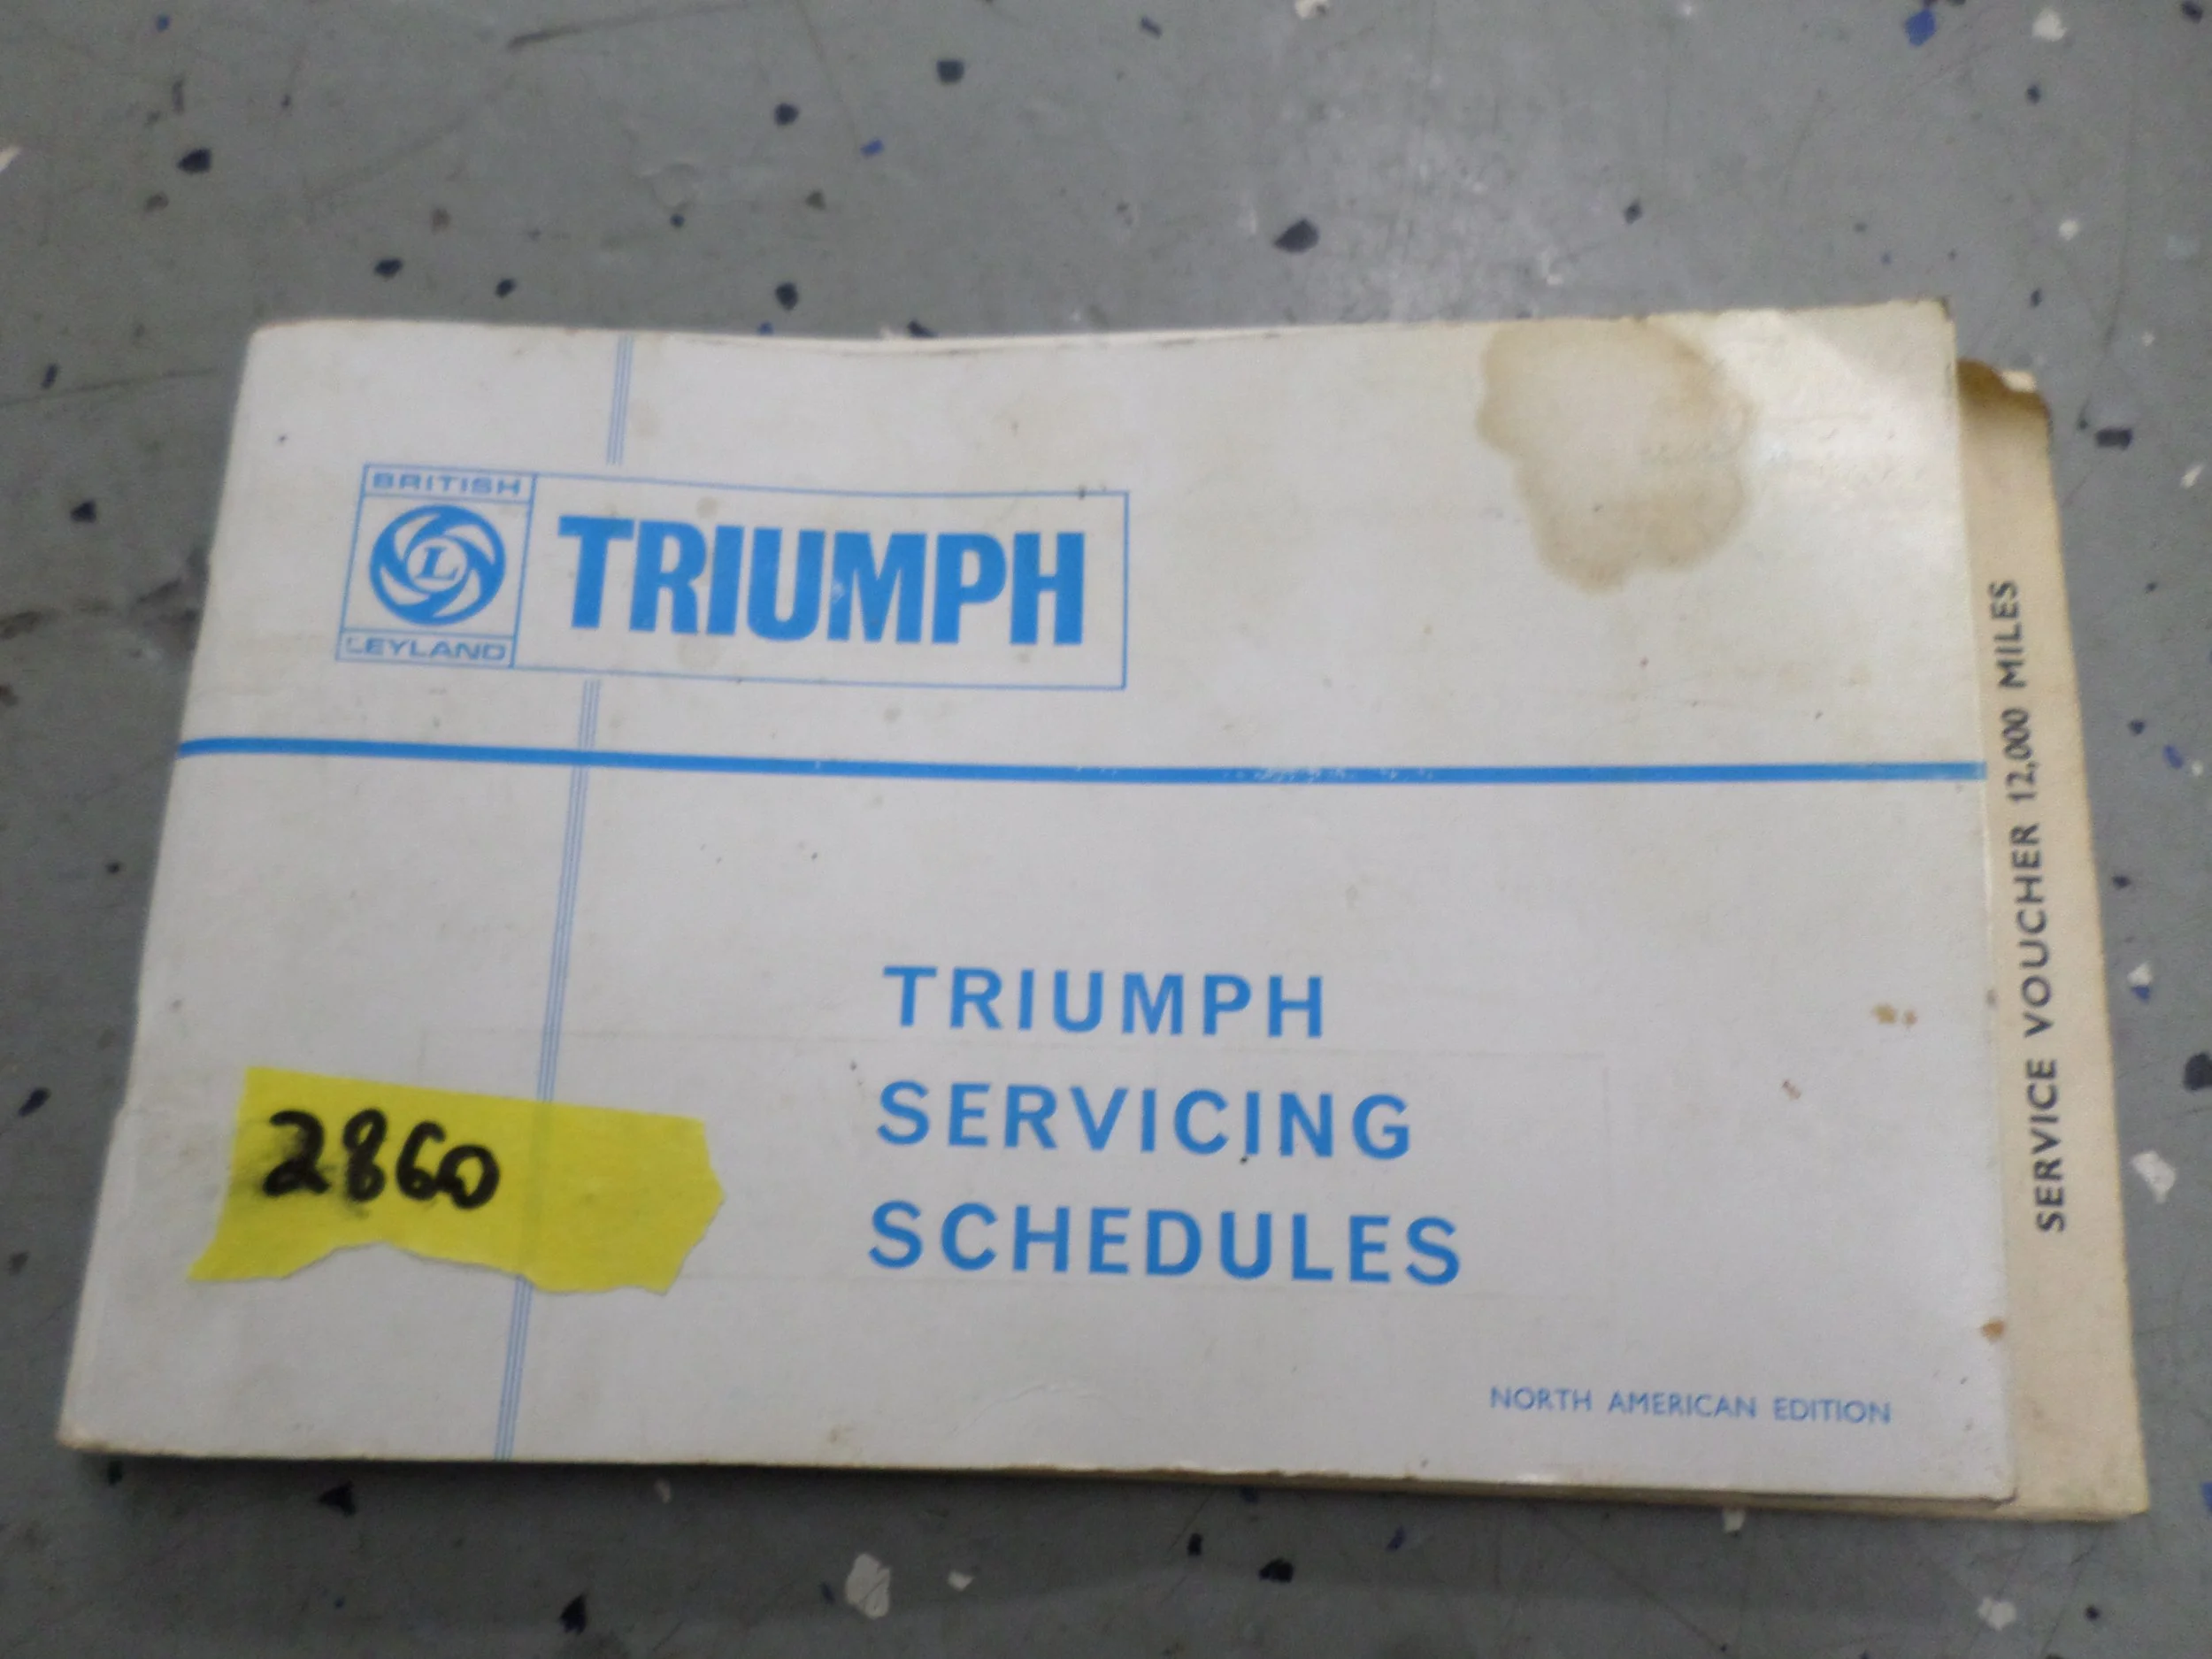 BRITISH
L
LEYLAND
TRIUMPH
TRIUMPH
SERVICING
SCHEDULES
2860
NORTH AMERICAN EDITION
SERVICE VOUCHER 12,000 MILES